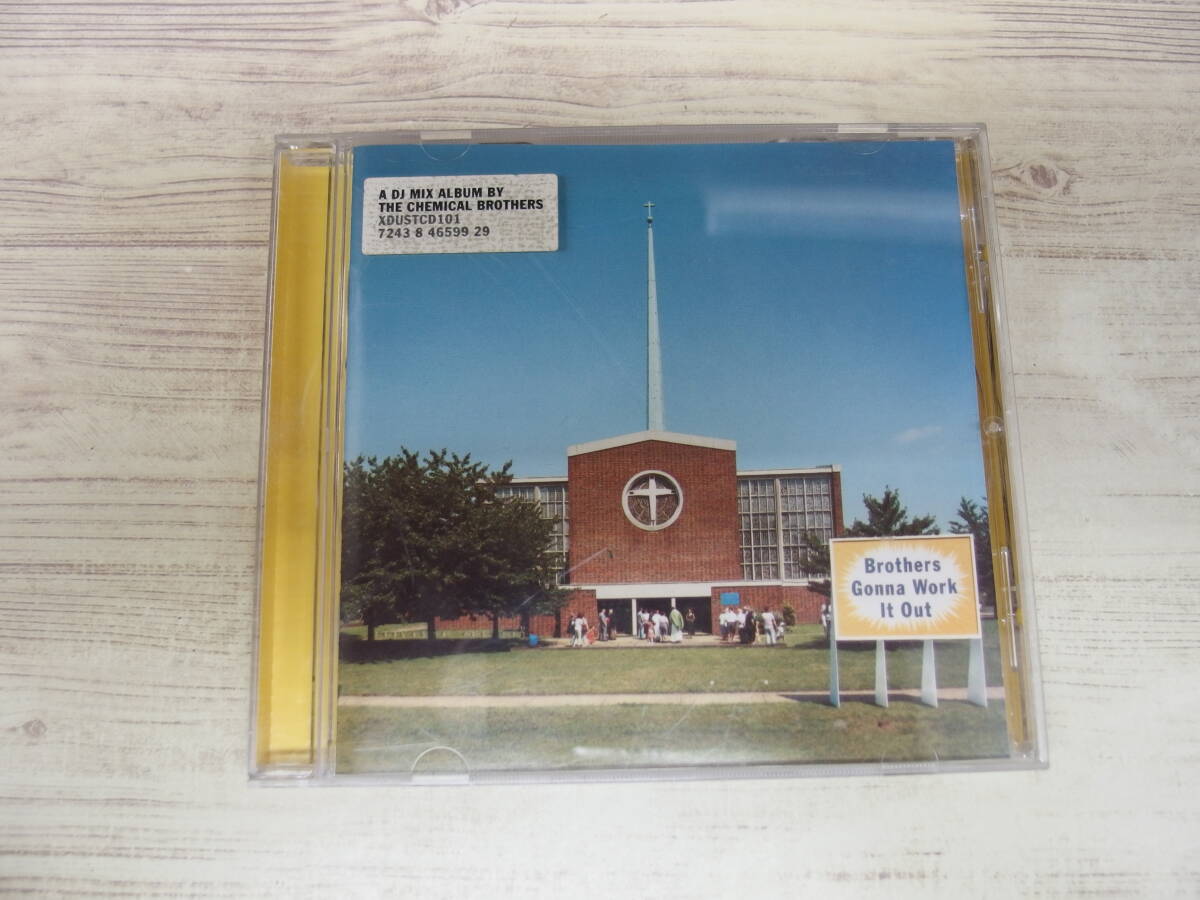 A DJ MIX ALBUM BY
THE CHEMICAL BROTHERS
XDUSTCD101
7243 8 46599 29
Brothers
Gonna Work
It Out